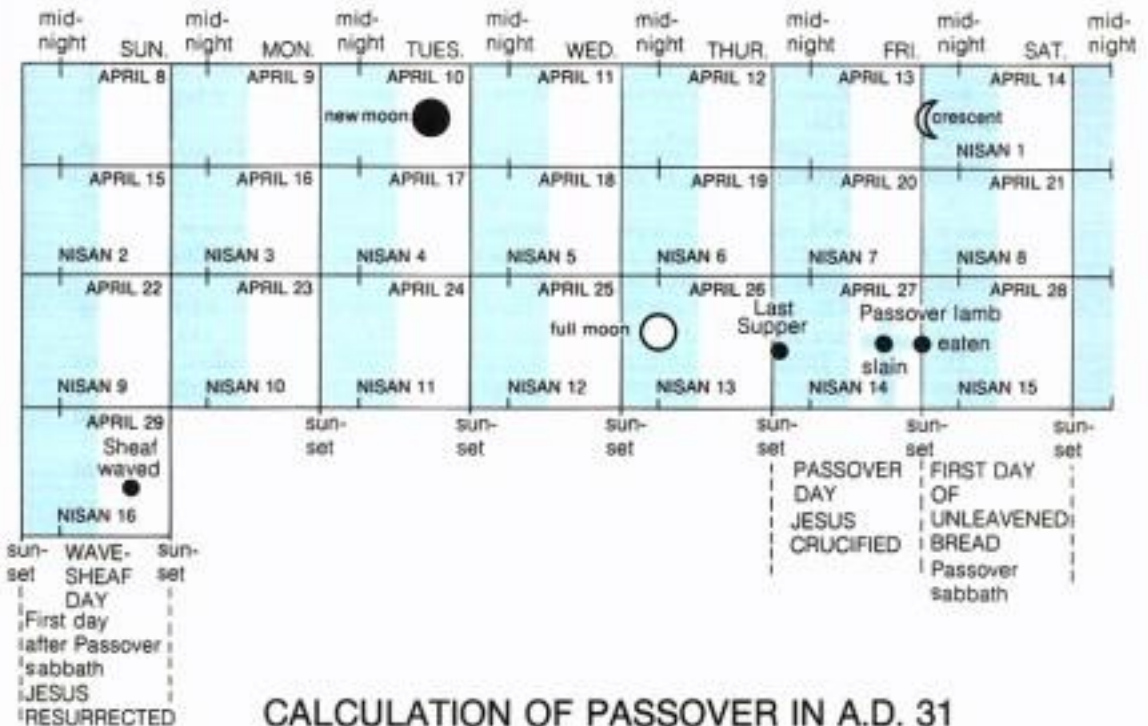 mid- mid- mid- mid- mid- mid- mid- mid-
night SUN. night MON. night TUES. night WED. night THUR. night FRI. night SAT. night
APRIL 8 APRIL 9 APRIL 10 APRIL 11 APRIL 12 APRIL 13 APRIL 14
new moon crescent
NISAN 1
APRIL 15 APRIL 16 APRIL 17 APRIL 18 APRIL 19 APRIL 20 APRIL 21
NISAN 2 NISAN 3 NISAN 4 NISAN 5 NISAN 6 NISAN 7 NISAN 8
APRIL 22 APRIL 23 APRIL 24 APRIL 25 APRIL 26 APRIL 27 APRIL 28
Last Passover lamb
full moon Supper
eaten
slain
NISAN 9 NISAN 10 NISAN 11 NISAN 12 NISAN 13 NISAN 14 NISAN 15
APRIL 29 sun- sun- sun- sun- sun- sun-
Sheaf set set set set set set
waved
NISAN 16
PASSOVER
DAY
JESUS
CRUCIFIED
FIRST DAY
OF
UNLEAVENED
BREAD
Passover
sabbath
sun- WAVE- sun-
set SHEAF set
DAY
First day
after Passover
sabbath
JESUS
RESURRECTED
CALCULATION OF PASSOVER IN A.D. 31